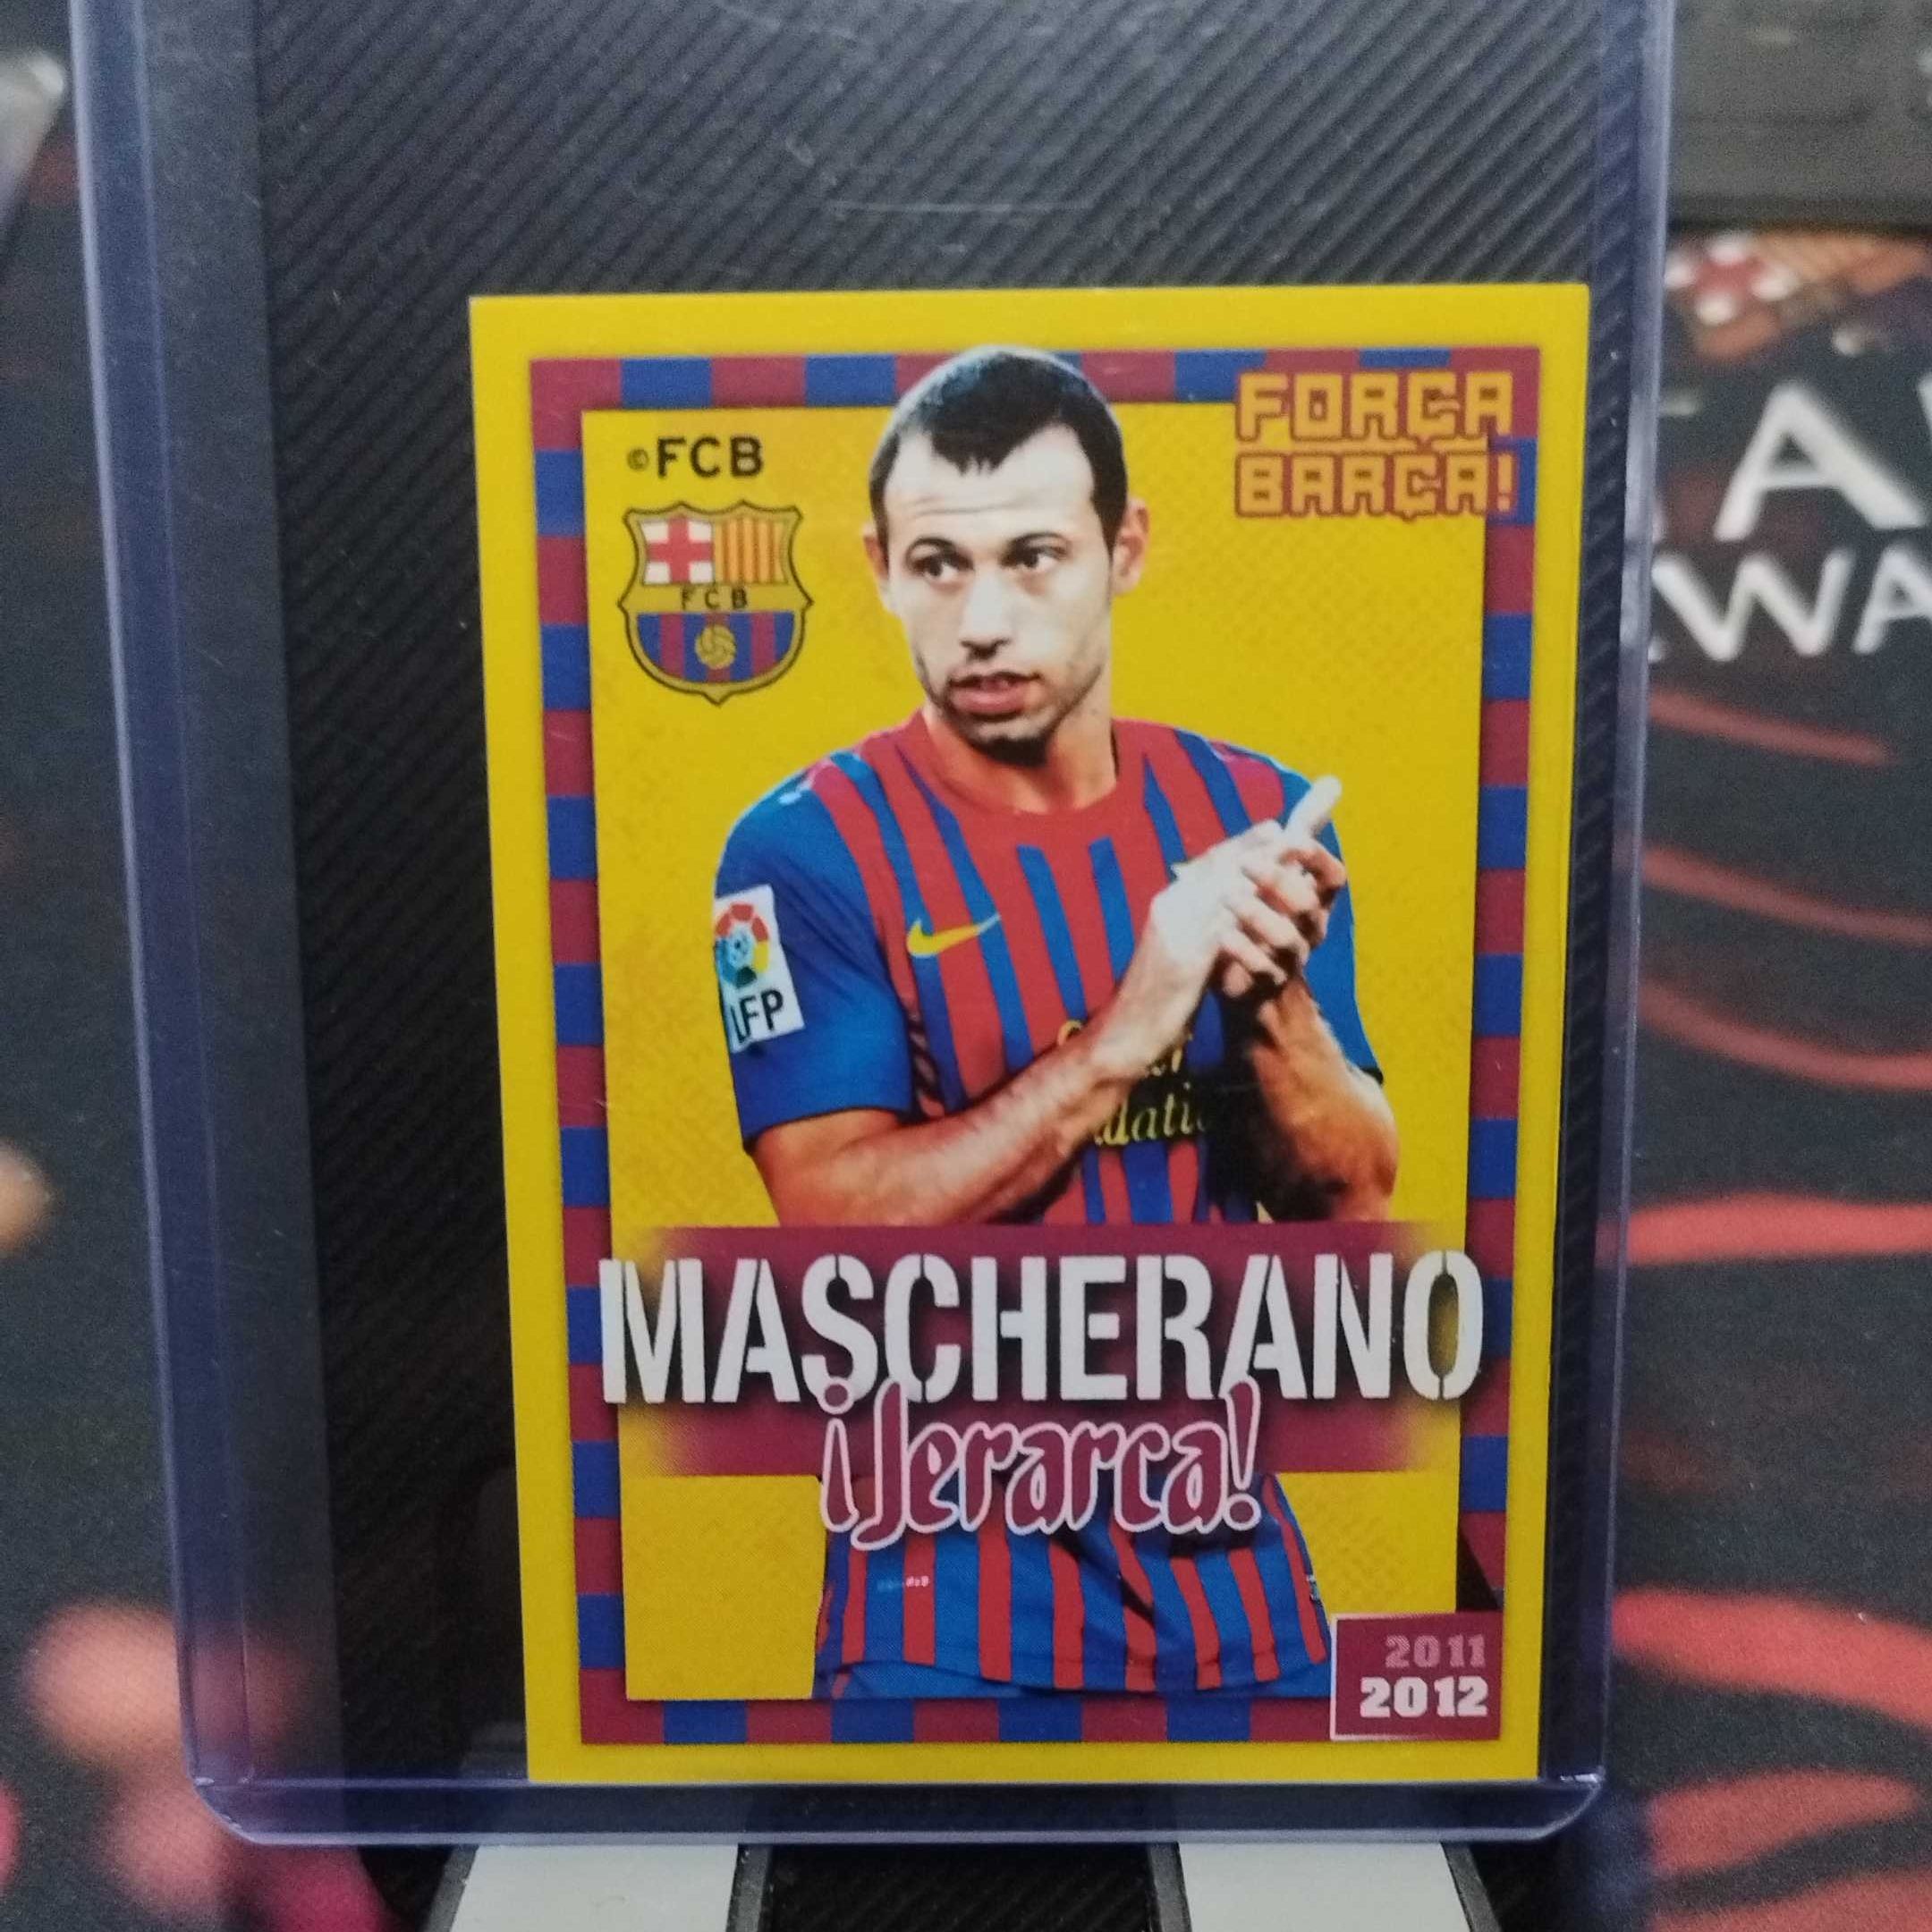 ©FCB
FORÇA
BARÇA!
FCB
LFP
MASCHERANO
¡Jerarca!
2011
2012